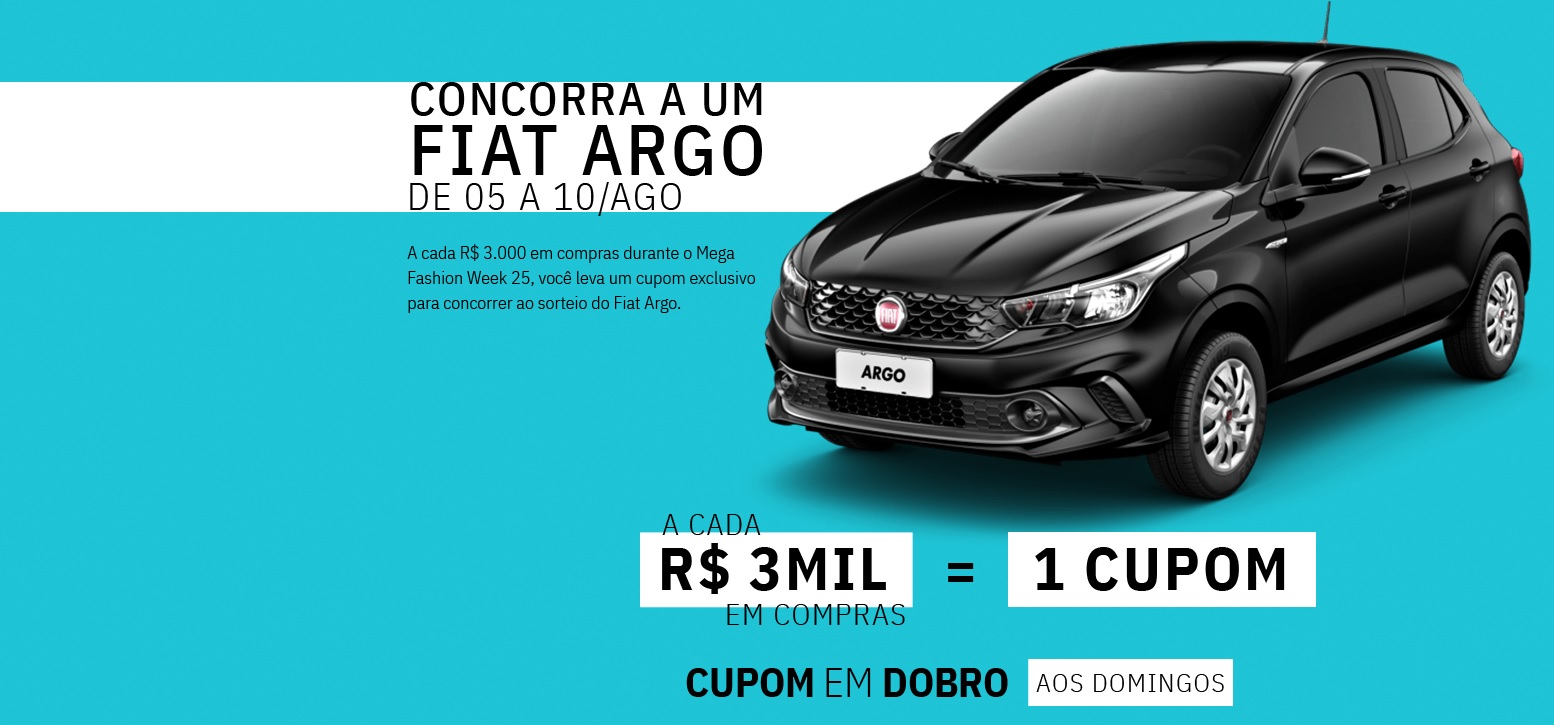 CONCORRA A UM
FIAT ARGO
DE 05 A 10/AGO
A cada R$ 3.000 em compras durante o Mega
Fashion Week 25, você leva um cupom exclusivo
para concorrer ao sorteio do Fiat Argo.
FIAT
ARGO
A CADA
R$ 3MIL = 1 CUPOM
EM COMPRAS
CUPOM EM DOBRO AOS DOMINGOS